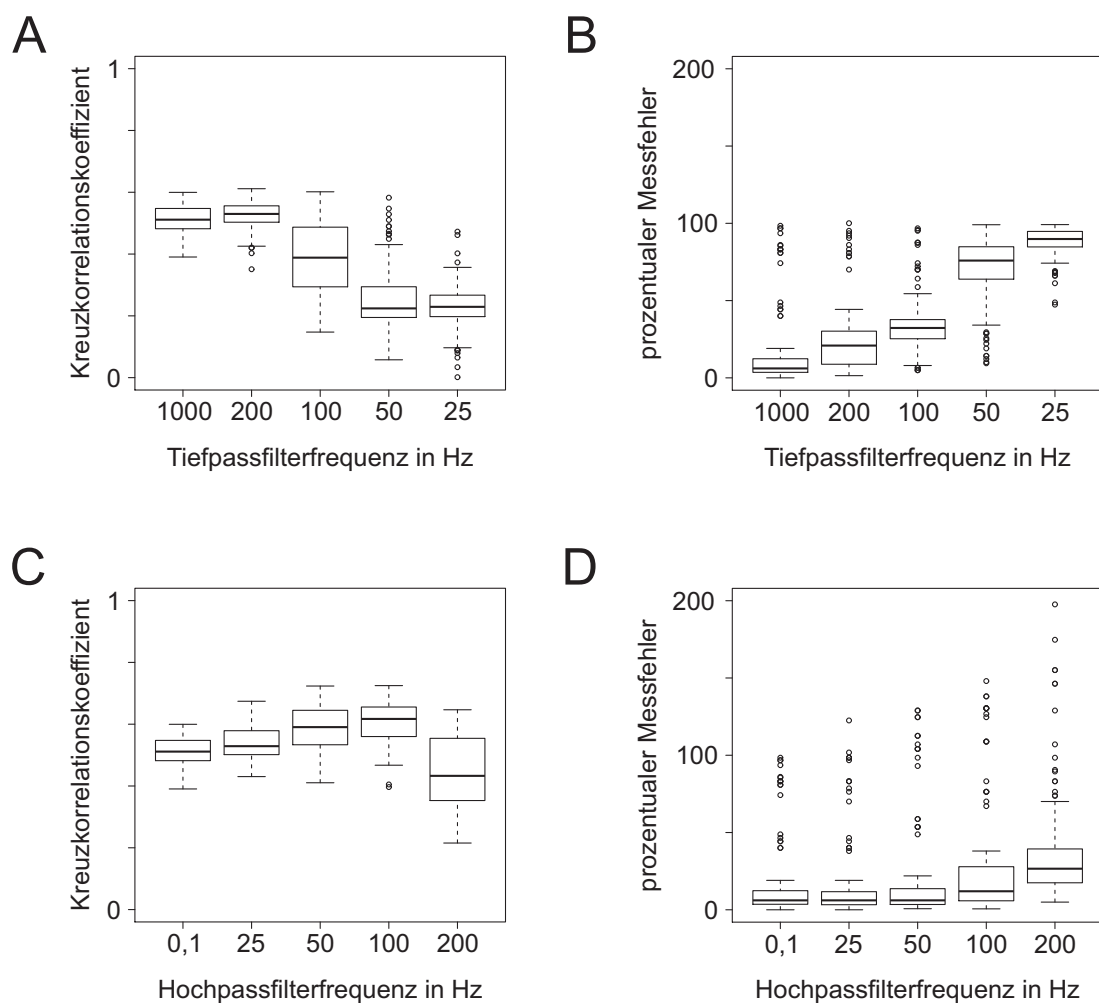 A
Kreuzkorrelationskoeffizient
1
0
1000 200 100 50 25
Tiefpassfilterfrequenz in Hz
B
prozentualer Messfehler
200
100
0
1000 200 100 50 25
Tiefpassfilterfrequenz in Hz
C
Kreuzkorrelationskoeffizient
1
0
0,1 25 50 100 200
Hochpassfilterfrequenz in Hz
D
prozentualer Messfehler
200
100
0
0,1 25 50 100 200
Hochpassfilterfrequenz in Hz